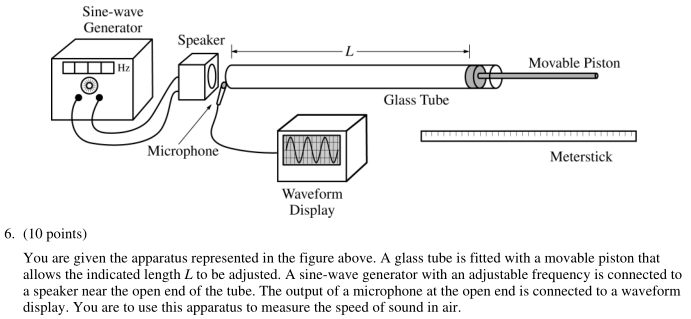 Sine-wave
Generator
Speaker
L
Movable Piston
Hz
Glass Tube
Microphone
Meterstick
Waveform
Display
6. (10 points)
You are given the apparatus represented in the figure above. A glass tube is fitted with a movable piston that
allows the indicated length L to be adjusted. A sine-wave generator with an adjustable frequency is connected to
a speaker near the open end of the tube. The output of a microphone at the open end is connected to a waveform
display. You are to use this apparatus to measure the speed of sound in air.